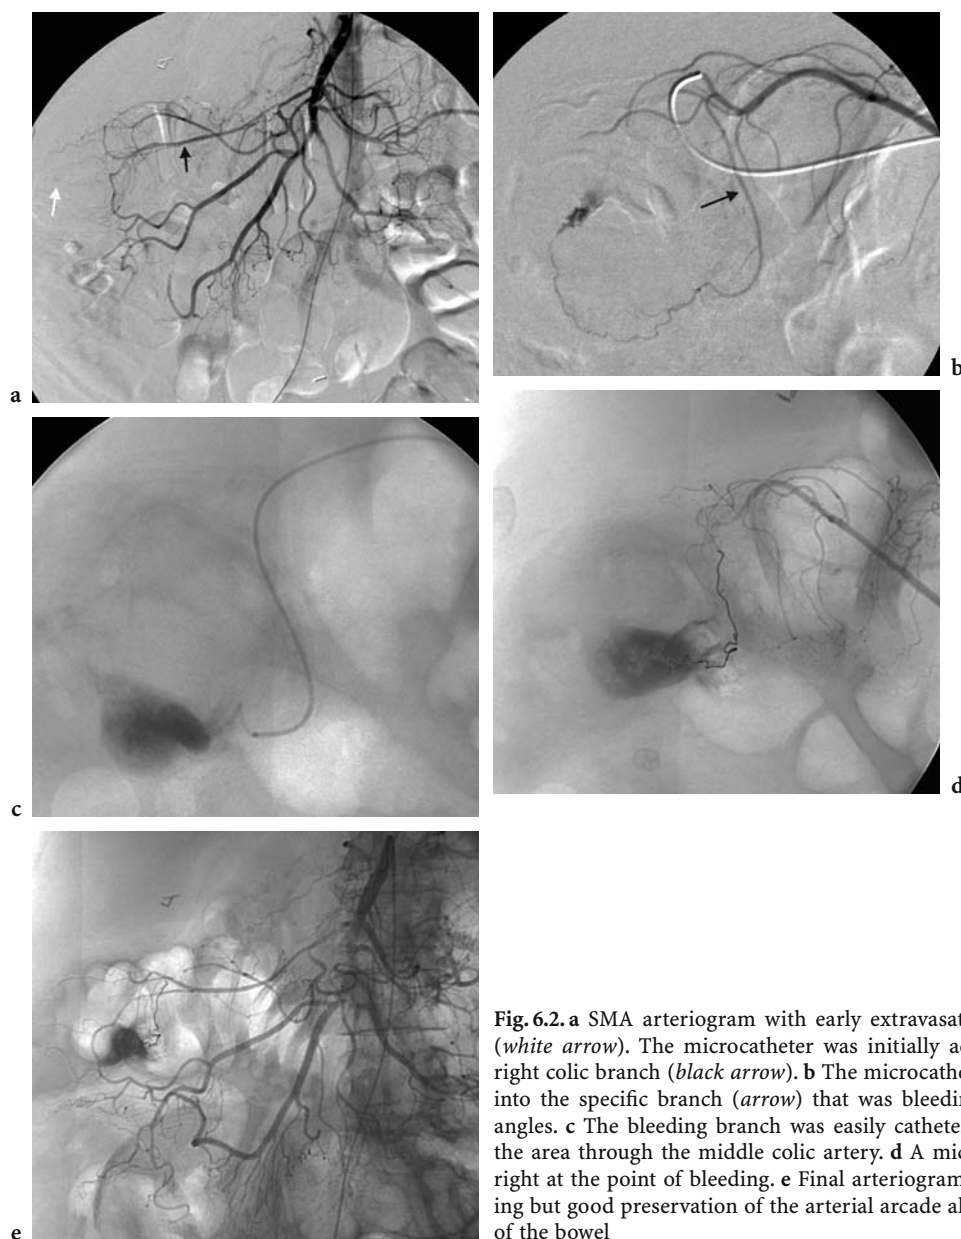 a
b
c
d
e
Fig. 6.2. a SMA arteriogram with early extravasat
(white arrow). The microcatheter was initially a
right colic branch (black arrow). b The microcathe
into the specific branch (arrow) that was bleedin
angles. c The bleeding branch was easily cathete
the area through the middle colic artery. d A mic
right at the point of bleeding. e Final arteriogram
ing but good preservation of the arterial arcade al
of the bowel